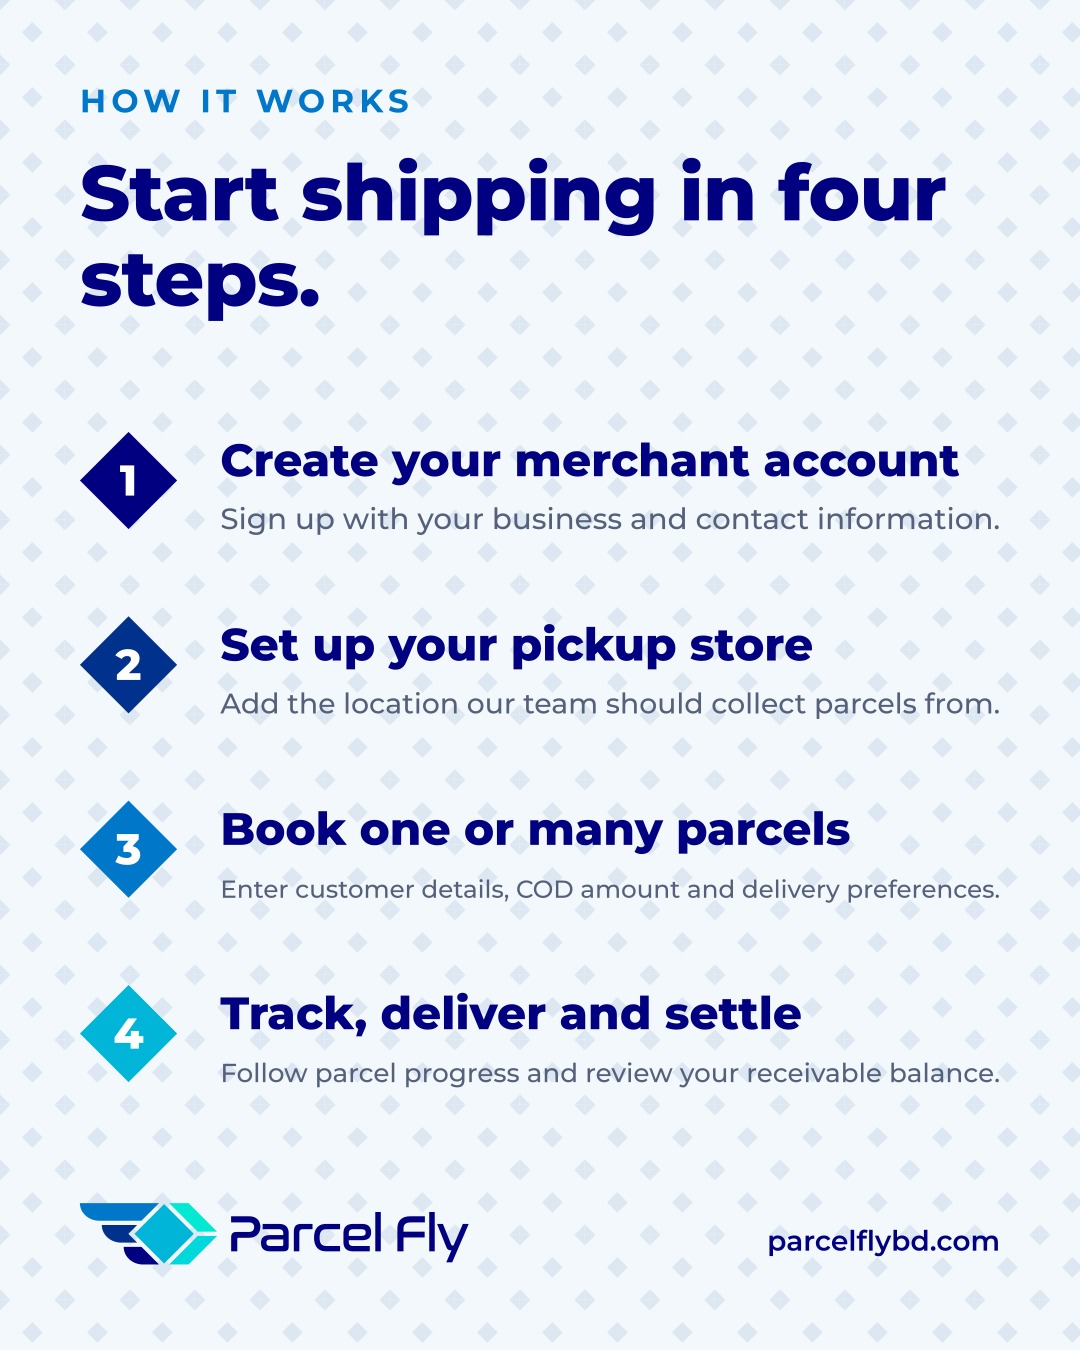 HOW IT WORKS
Start shipping in four
steps.
1
Create your merchant account
Sign up with your business and contact information.
2
Set up your pickup store
Add the location our team should collect parcels from.
3
Book one or many parcels
Enter customer details, COD amount and delivery preferences.
4
Track, deliver and settle
Follow parcel progress and review your receivable balance.
Parcel Fly
parcelflybd.com